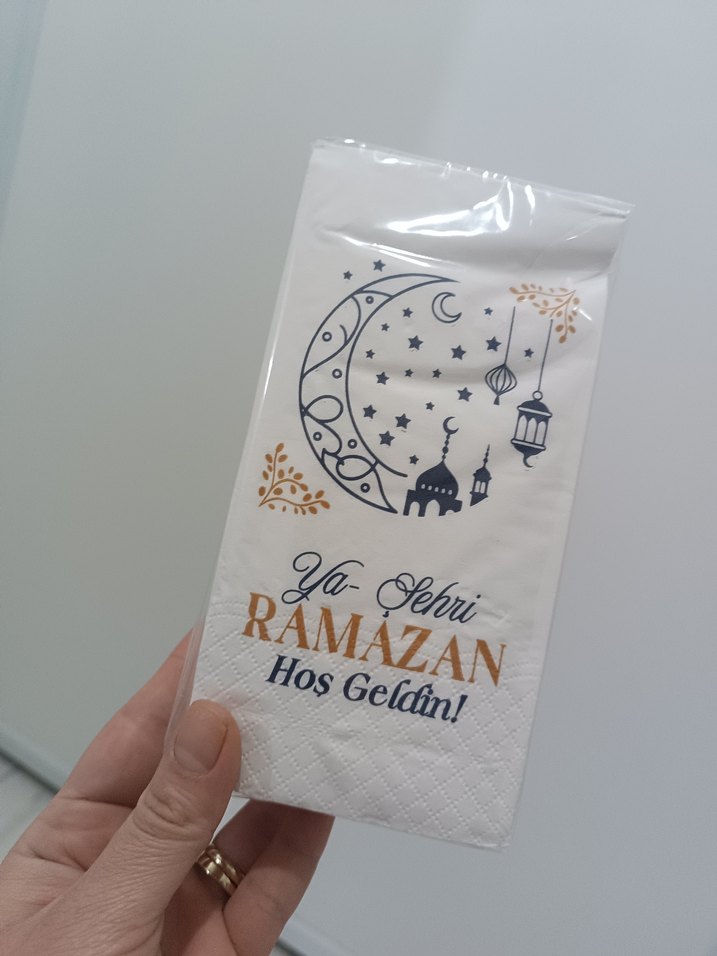 Ya- Şehri
RAMAZAN
Hoş Geldin!